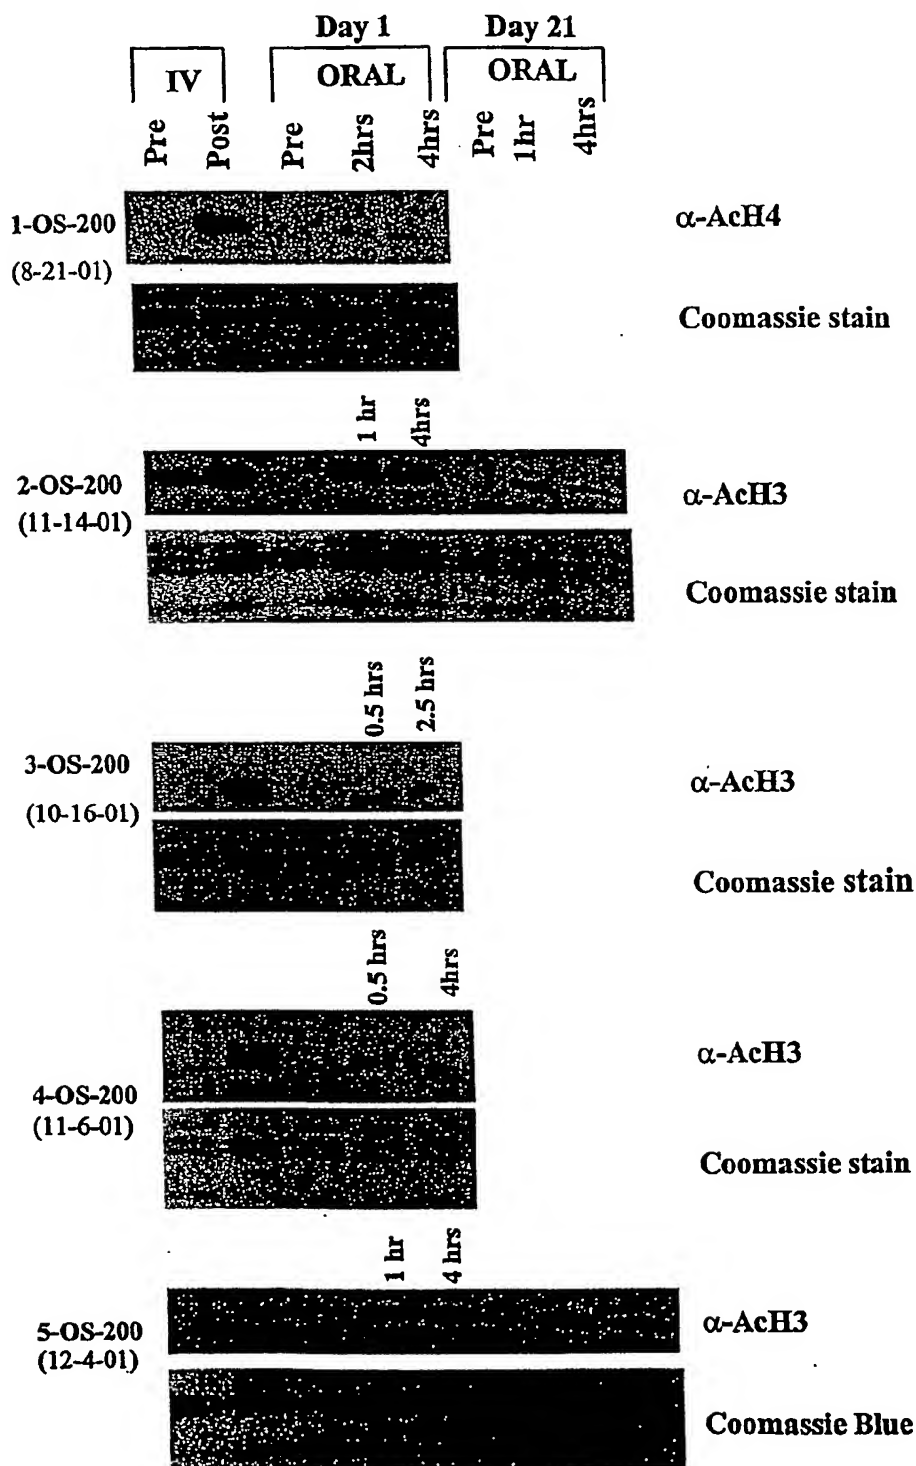 Day 1 Day 21
IV ORAL ORAL
Pre Post Pre 2hrs 4hrs Pre 1hr 4hrs
1-OS-200 α-AcH4
(8-21-01)
Coomassie stain
1 hr 4hrs
2-OS-200 α-AcH3
(11-14-01)
Coomassie stain
0.5 hrs 2.5 hrs
3-OS-200 α-AcH3
(10-16-01)
Coomassie stain
0.5 hrs 4hrs
α-AcH3
4-OS-200
(11-6-01)
Coomassie stain
1 hr 4 hrs
5-OS-200 α-AcH3
(12-4-01)
Coomassie Blue